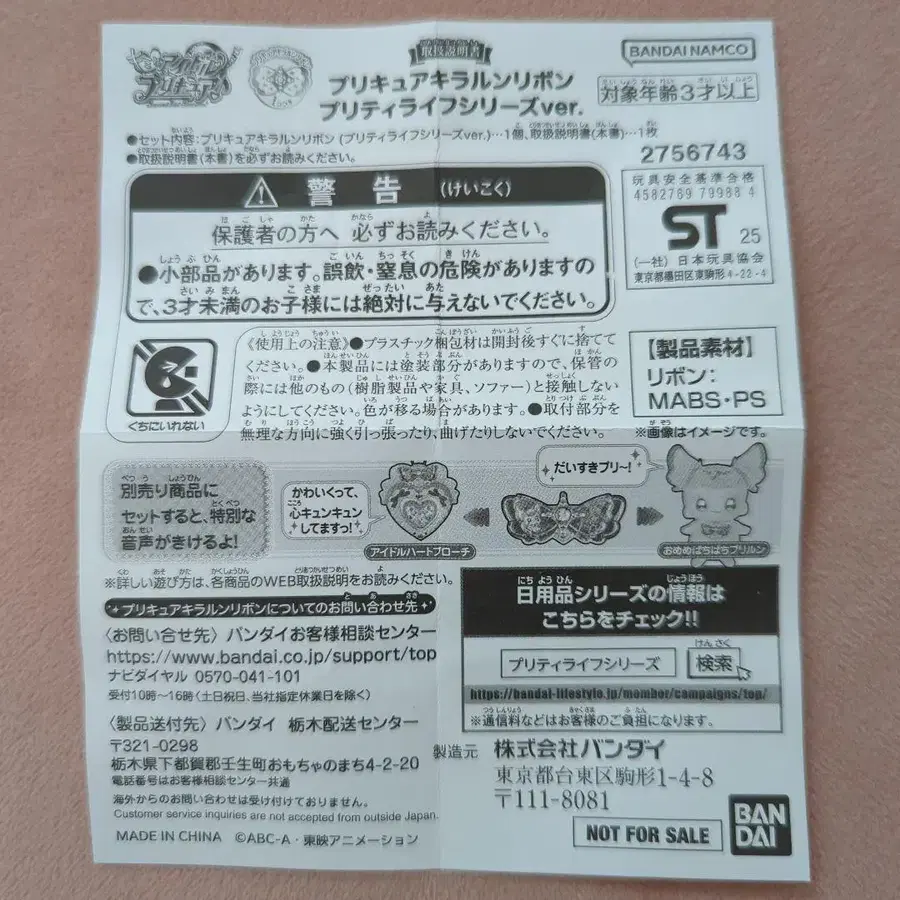 アイドルプリキュア♪
取扱説明書
BANDAI NAMCO
プリキュアキラルンリボン
プリティライフシリーズver.
対象年齢3才以上
●セット内容:プリキュアキラルンリボン (プリティライフシリーズver.)…1個、取扱説明書(本書)…1枚
●取扱説明書(本書)を必ずお読みください。
2756743
玩具安全基準合格
4582769 79988 4
ST 25
(一社) 日本玩具協会
東京都墨田区東駒形4-22-4
警告 (けいこく)
保護者の方へ 必ずお読みください。
●小部品があります。誤飲・窒息の危険がありますの
で、3才未満のお子様には絶対に与えないでください。
くちにいれない
《使用上の注意》●プラスチック梱包材は開封後すぐに捨てて
ください。●本製品には塗装部分がありますので、保管の
際には他のもの(樹脂製品や家具、ソファー)と接触しない
ようにしてください。色が移る場合があります。●取付部分を
無理な方向に強く引っ張ったり、曲げたりしないでください。
【製品素材】
リボン:
MABS・PS
※画像はイメージです。
別売り商品に
セットすると、特別な
音声がきけるよ!
かわいくって、
心キュンキュン
してますっ!
アイドルハートブローチ
だいすきプリ~!
おめめぱちぱちプリルン
※詳しい遊び方は、各商品のWEB取扱説明をお読みください。
プリキュアキラルンリボンについてのお問い合わせ先
〈お問い合せ先〉バンダイお客様相談センター
https://www.bandai.co.jp/support/top
ナビダイヤル 0570-041-101
受付10時~16時(土日祝日、当社指定休業日を除く)
〈製品送付先〉バンダイ 栃木配送センター
〒321-0298
栃木県下都賀郡壬生町おもちゃのまち4-2-20
電話番号はお客様相談センター共通
海外からのお問い合わせは受け付けておりません。
Customer service inquiries are not accepted from outside Japan.
MADE IN CHINA ©ABC-A・東映アニメーション
日用品シリーズの情報は
こちらをチェック!!
プリティライフシリーズ 検索
https://bandai-lifestyle.jp/member/campaigns/top/
※通信料などはお客様のご負担になります。
製造元 株式会社バンダイ
東京都台東区駒形1-4-8
〒111-8081
NOT FOR SALE
BANDAI